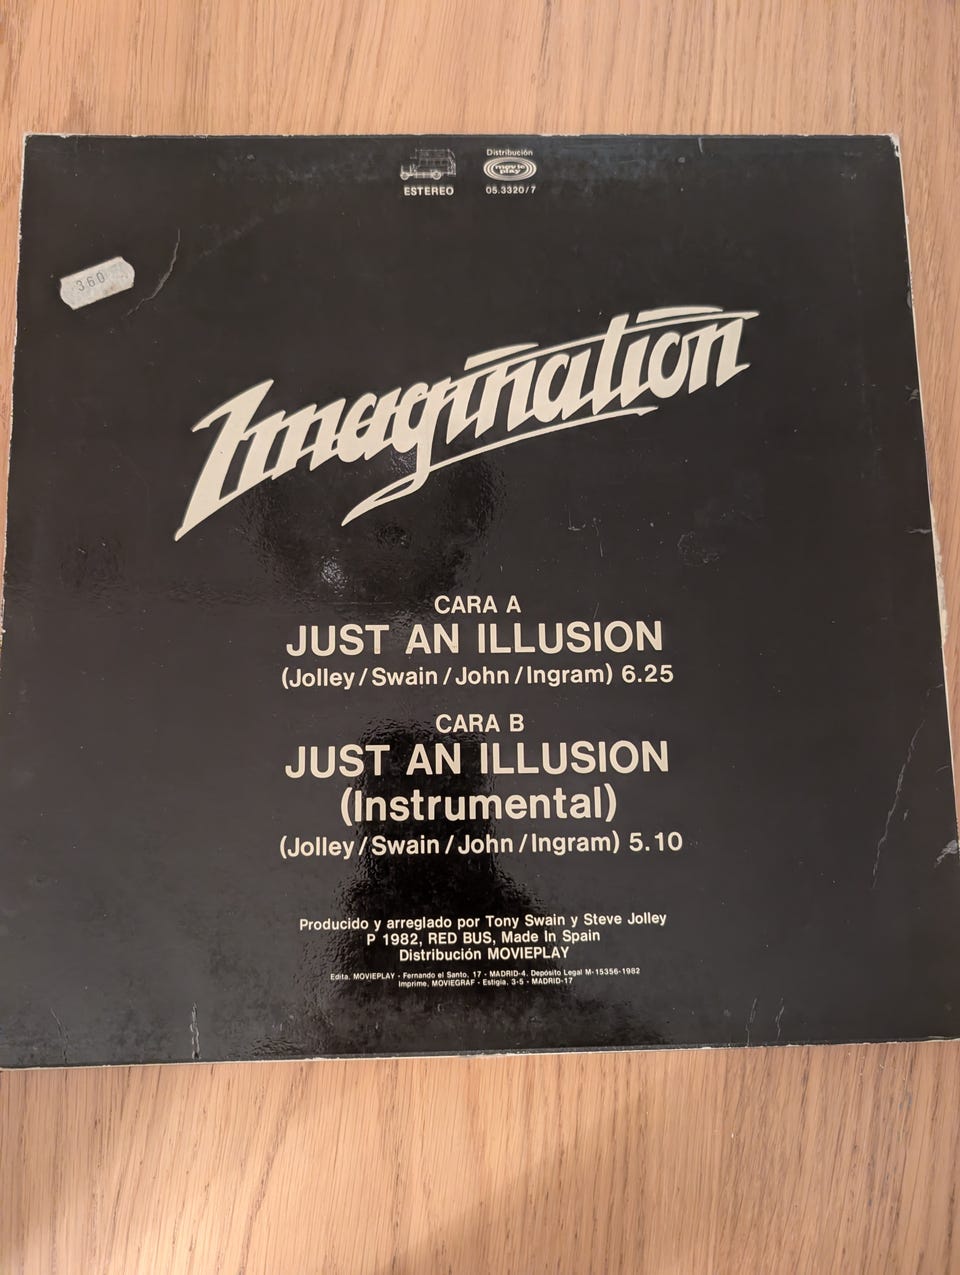 Distribución
movie
play
ESTEREO
05.3320/7
360
Imagination
CARA A
JUST AN ILLUSION
(Jolley/Swain/John/Ingram) 6.25
CARA B
JUST AN ILLUSION
(Instrumental)
(Jolley/Swain/John/Ingram) 5.10
Producido y arreglado por Tony Swain y Steve Jolley
P 1982, RED BUS, Made In Spain
Distribución MOVIEPLAY
Edita. MOVIEPLAY - Fernando el Santo, 17 - MADRID-4. Depósito Legal M-15356-1982
Imprime. MOVIEGRAF - Estigia, 3-5 - MADRID-17